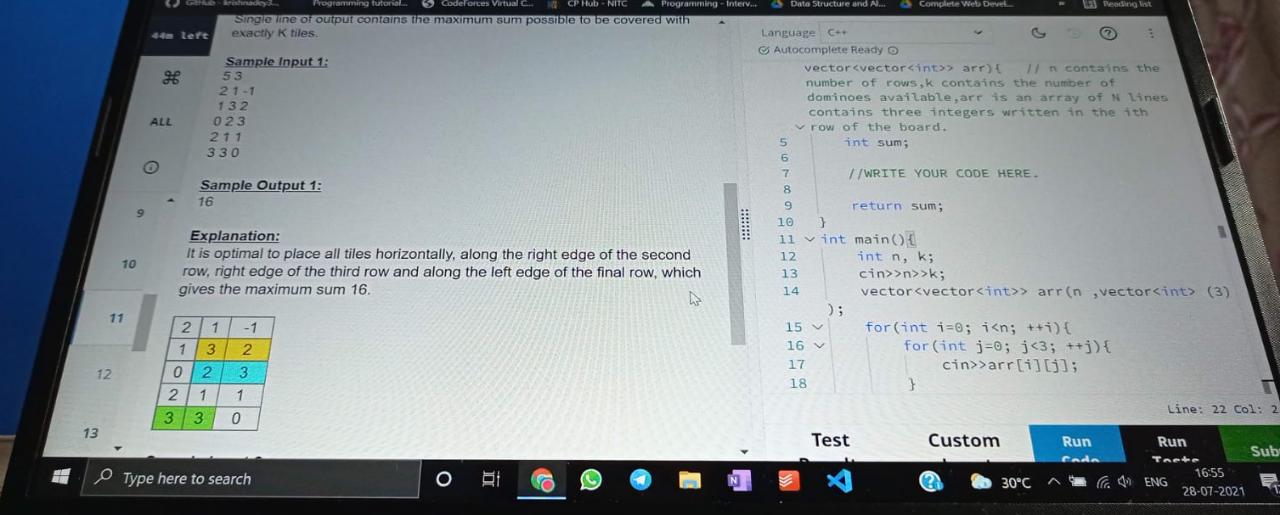 GitHub - krishnadey3...
Programming tutorial...
CodeForces Virtual C...
CP Hub - NITC
Programming - Interv...
Data Structure and Al...
Complete Web Devel...
»
Reading list
44m left
ALL
9
10
11
12
13
Single line of output contains the maximum sum possible to be covered with
exactly K tiles.
Sample Input 1:
5 3
2 1 -1
1 3 2
0 2 3
2 1 1
3 3 0
Sample Output 1:
16
Explanation:
It is optimal to place all tiles horizontally, along the right edge of the second
row, right edge of the third row and along the left edge of the final row, which
gives the maximum sum 16.
2 1 -1
1 3 2
0 2 3
2 1 1
3 3 0
Language C++
Autocomplete Ready
vector<vector<int>> arr){ // n contains the
number of rows,k contains the number of
dominoes available,arr is an array of N lines
contains three integers written in the ith
row of the board.
5 int sum;
6
7 //WRITE YOUR CODE HERE.
8
9 return sum;
10 }
11 int main(){
12 int n, k;
13 cin>>n>>k;
14 vector<vector<int>> arr(n ,vector<int> (3)
);
15 for(int i=0; i<n; ++i){
16 for(int j=0; j<3; ++j){
17 cin>>arr[i][j];
18 }
Line: 22 Col: 2
Test
Custom
Run
Code
Run
Tests
Sub
Type here to search
30°C
ENG
16:55
28-07-2021